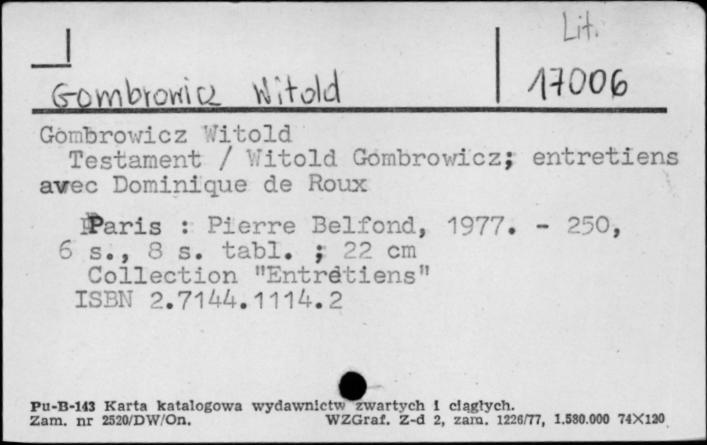 Lit.
Gombrowicz Witold 17006
Gombrowicz Witold
Testament / Witold Gombrowicz; entretiens
avec Dominique de Roux
Paris : Pierre Belfond, 1977. - 250,
6 s., 8 s. tabl. ; 22 cm
Collection "Entretiens"
ISBN 2.7144.1114.2
Pu-B-143 Karta katalogowa wydawnictw zwartych i ciągłych.
Zam. nr 2520/DW/On. WZGraf. Z-d 2, zam. 1226/77, 1.580.000 74X120